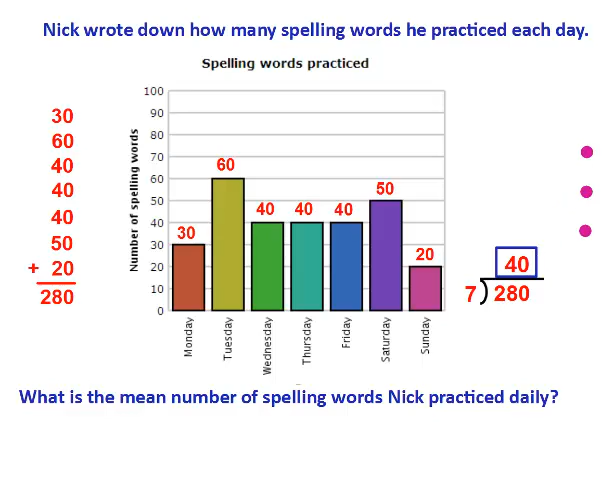 Nick wrote down how many spelling words he practiced each day.
Spelling words practiced
30
60
40
40
40
50
+ 20
280
Number of spelling words
100
90
80
70
60
50
40
30
20
10
0
30
60
40
40
40
50
20
Monday
Tuesday
Wednesday
Thursday
Friday
Saturday
Sunday
40
7 ) 280
What is the mean number of spelling words Nick practiced daily?